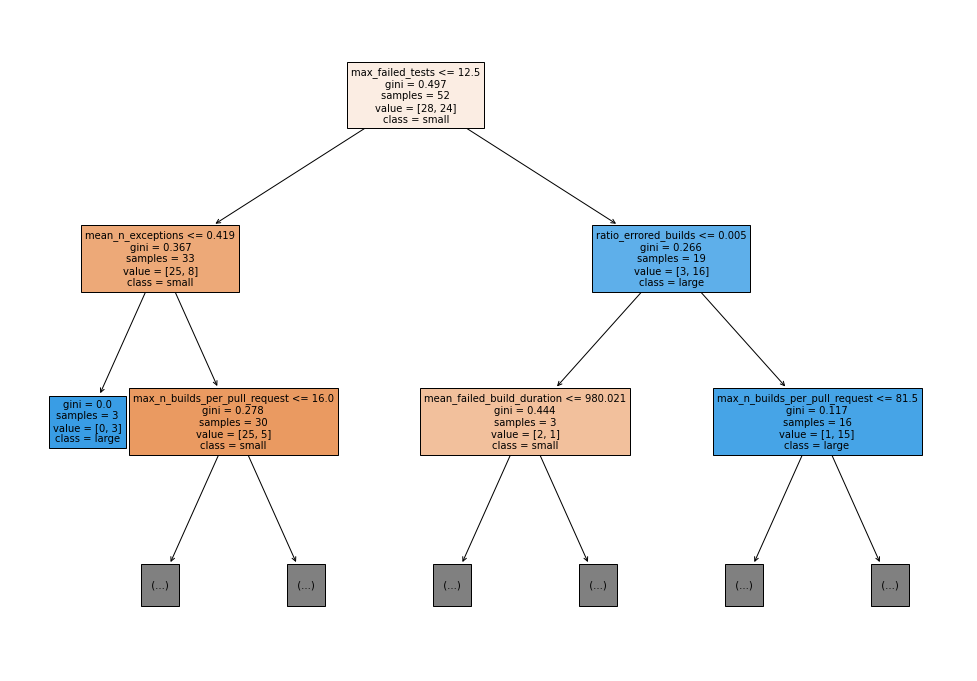 max_failed_tests <= 12.5
gini = 0.497
samples = 52
value = [28, 24]
class = small
mean_n_exceptions <= 0.419
gini = 0.367
samples = 33
value = [25, 8]
class = small
ratio_errored_builds <= 0.005
gini = 0.266
samples = 19
value = [3, 16]
class = large
gini = 0.0
samples = 3
value = [0, 3]
class = large
max_n_builds_per_pull_request <= 16.0
gini = 0.278
samples = 30
value = [25, 5]
class = small
mean_failed_build_duration <= 980.021
gini = 0.444
samples = 3
value = [2, 1]
class = small
max_n_builds_per_pull_request <= 81.5
gini = 0.117
samples = 16
value = [1, 15]
class = large
(...)
(...)
(...)
(...)
(...)
(...)